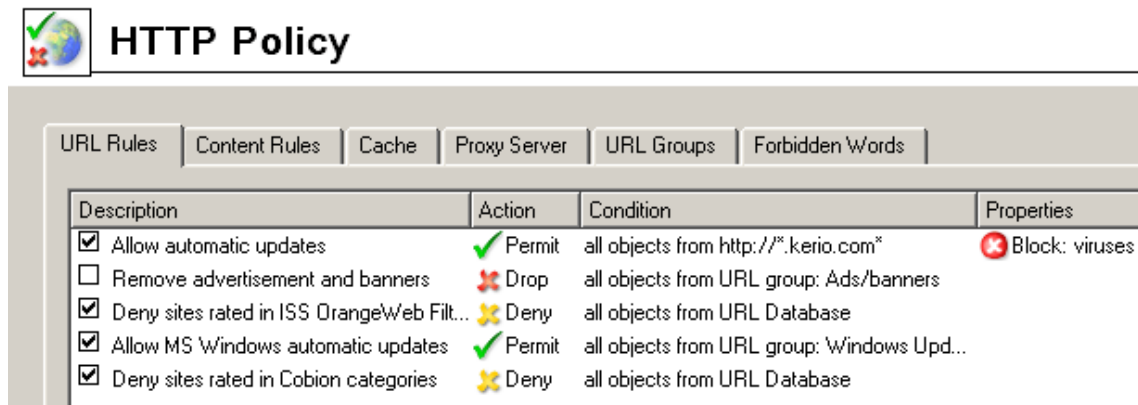 HTTP Policy
URL Rules Content Rules Cache Proxy Server URL Groups Forbidden Words
Description Action Condition Properties
Allow automatic updates Permit all objects from http://*.kerio.com* Block: viruses
Remove advertisement and banners Drop all objects from URL group: Ads/banners
Deny sites rated in ISS OrangeWeb Filt... Deny all objects from URL Database
Allow MS Windows automatic updates Permit all objects from URL group: Windows Upd...
Deny sites rated in Cobion categories Deny all objects from URL Database